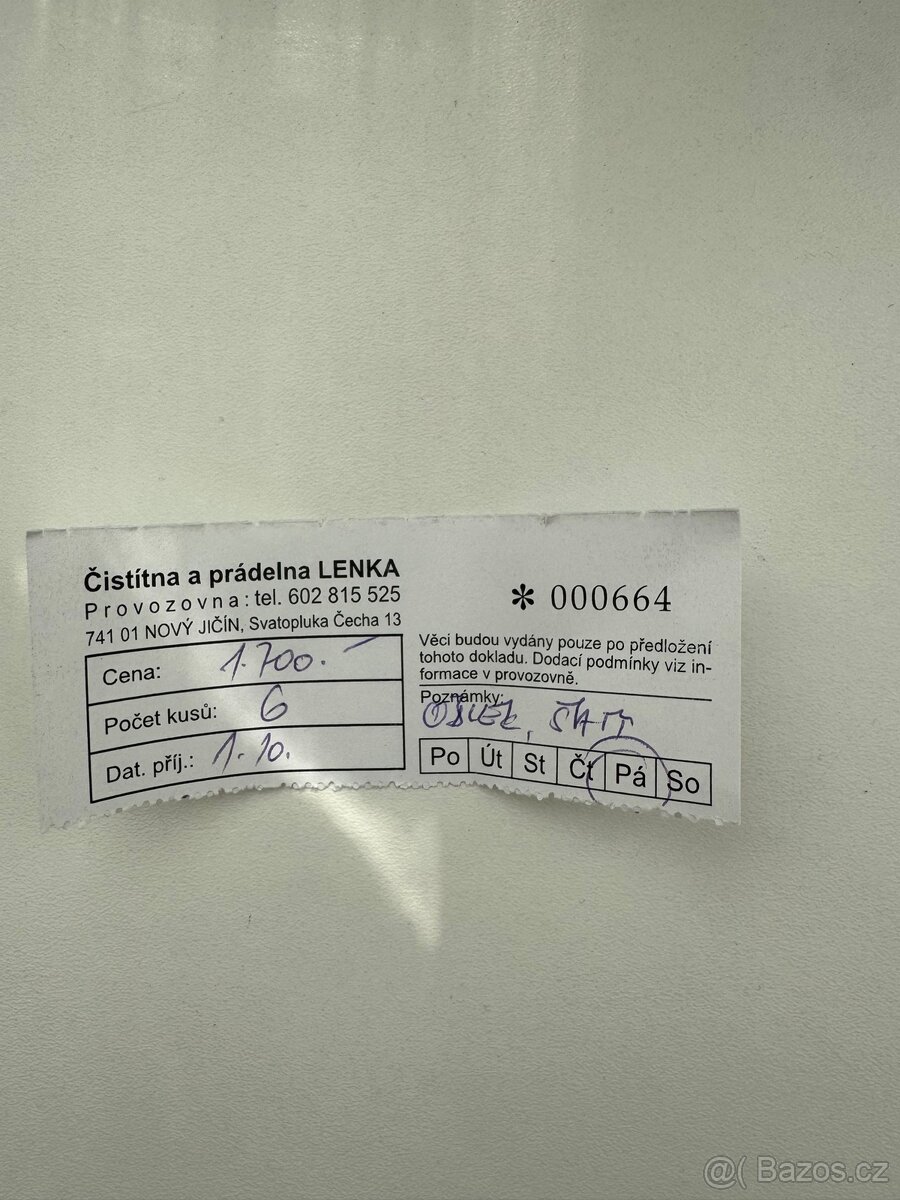 Čistítna a prádelna LENKA
Provozovna: tel. 602 815 525
741 01 NOVÝ JIČÍN, Svatopluka Čecha 13
Cena: 1.700.-
Počet kusů: 6
Dat. příj.: 1.10.
* 000664
Věci budou vydány pouze po předložení
tohoto dokladu. Dodací podmínky viz in-
formace v provozovně.
Poznámky:
OBLEK, ŠATY
Po Út St Čt Pá So
@( Bazos.cz